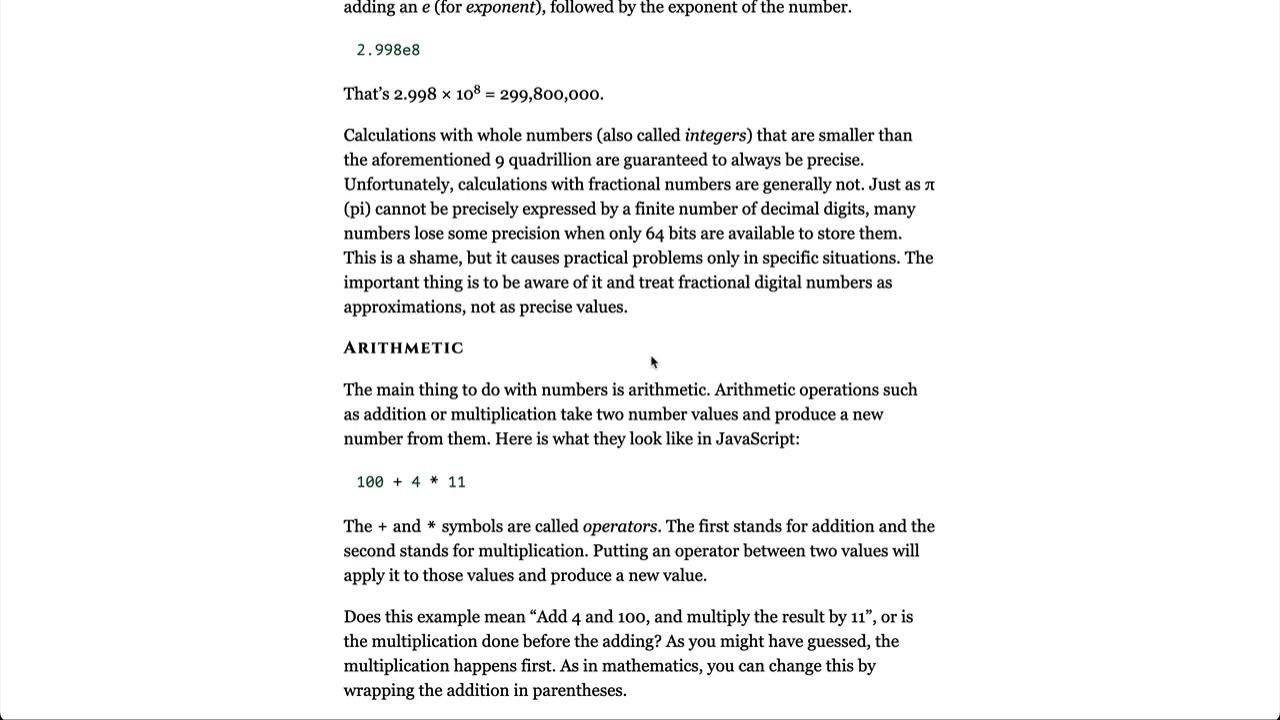 adding an e (for exponent), followed by the exponent of the number.
2.998e8
That’s 2.998 × 10⁸ = 299,800,000.
Calculations with whole numbers (also called integers) that are smaller than
the aforementioned 9 quadrillion are guaranteed to always be precise.
Unfortunately, calculations with fractional numbers are generally not. Just as π
(pi) cannot be precisely expressed by a finite number of decimal digits, many
numbers lose some precision when only 64 bits are available to store them.
This is a shame, but it causes practical problems only in specific situations. The
important thing is to be aware of it and treat fractional digital numbers as
approximations, not as precise values.
ARITHMETIC
The main thing to do with numbers is arithmetic. Arithmetic operations such
as addition or multiplication take two number values and produce a new
number from them. Here is what they look like in JavaScript:
100 + 4 * 11
The + and * symbols are called operators. The first stands for addition and the
second stands for multiplication. Putting an operator between two values will
apply it to those values and produce a new value.
Does this example mean “Add 4 and 100, and multiply the result by 11”, or is
the multiplication done before the adding? As you might have guessed, the
multiplication happens first. As in mathematics, you can change this by
wrapping the addition in parentheses.